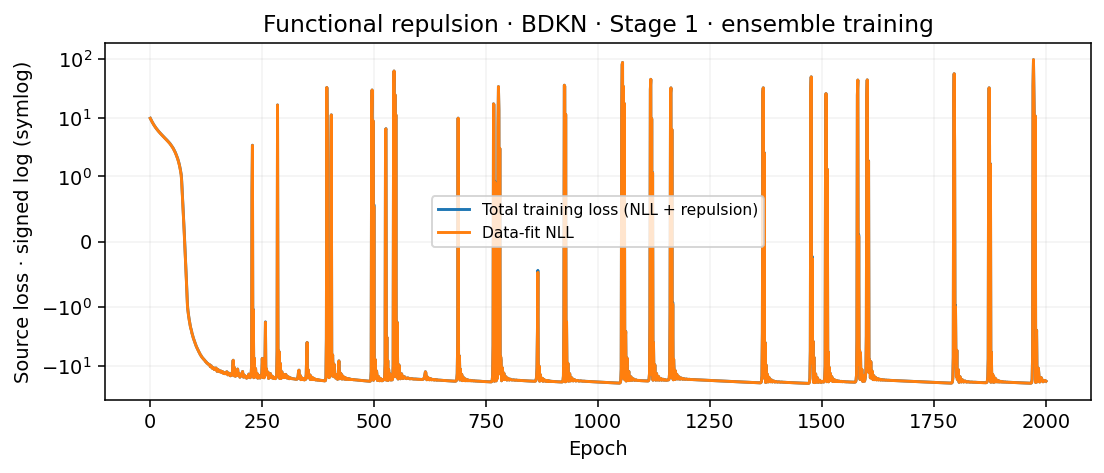 Functional repulsion · BDKN · Stage 1 · ensemble training
Source loss · signed log (symlog)
10²
10¹
10⁰
0
−10⁰
−10¹
Total training loss (NLL + repulsion)
Data-fit NLL
0 250 500 750 1000 1250 1500 1750 2000
Epoch